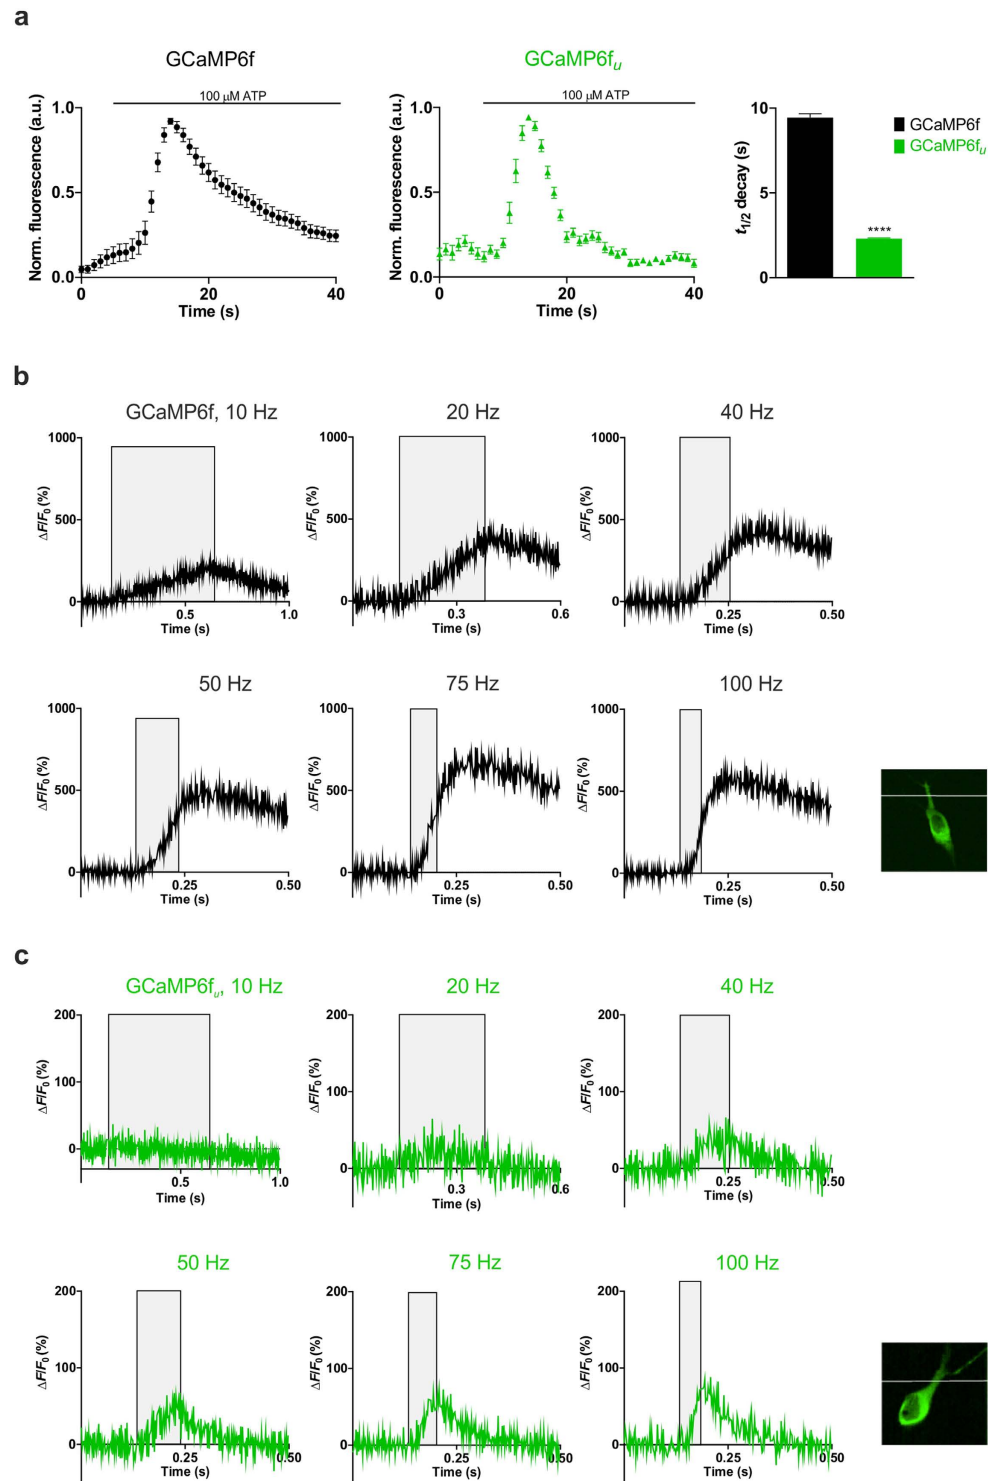 a
GCaMP6f
GCaMP6fu
100 μM ATP
100 μM ATP
Norm. fluorescence (a.u.)
1.0
0.5
0.0
0
20
40
Time (s)
Norm. fluorescence (a.u.)
1.0
0.5
0.0
0
20
40
Time (s)
t1/2 decay (s)
10
5
0
****
GCaMP6f
GCaMP6fu
b
GCaMP6f, 10 Hz
20 Hz
40 Hz
ΔF/F0 (%)
1000
500
0
0.5
1.0
Time (s)
ΔF/F0 (%)
1000
500
0
0.3
0.6
Time (s)
ΔF/F0 (%)
1000
500
0
0.25
0.50
Time (s)
50 Hz
75 Hz
100 Hz
ΔF/F0 (%)
1000
500
0
0.25
0.50
Time (s)
ΔF/F0 (%)
1000
500
0
0.25
0.50
Time (s)
ΔF/F0 (%)
1000
500
0
0.25
0.50
Time (s)
c
GCaMP6fu, 10 Hz
20 Hz
40 Hz
ΔF/F0 (%)
200
100
0
0.5
1.0
Time (s)
ΔF/F0 (%)
200
100
0
0.3
0.6
Time (s)
ΔF/F0 (%)
200
100
0
0.25
0.50
Time (s)
50 Hz
75 Hz
100 Hz
ΔF/F0 (%)
200
100
0
0.25
0.50
Time (s)
ΔF/F0 (%)
200
100
0
0.25
0.50
Time (s)
ΔF/F0 (%)
200
100
0
0.25
0.50
Time (s)